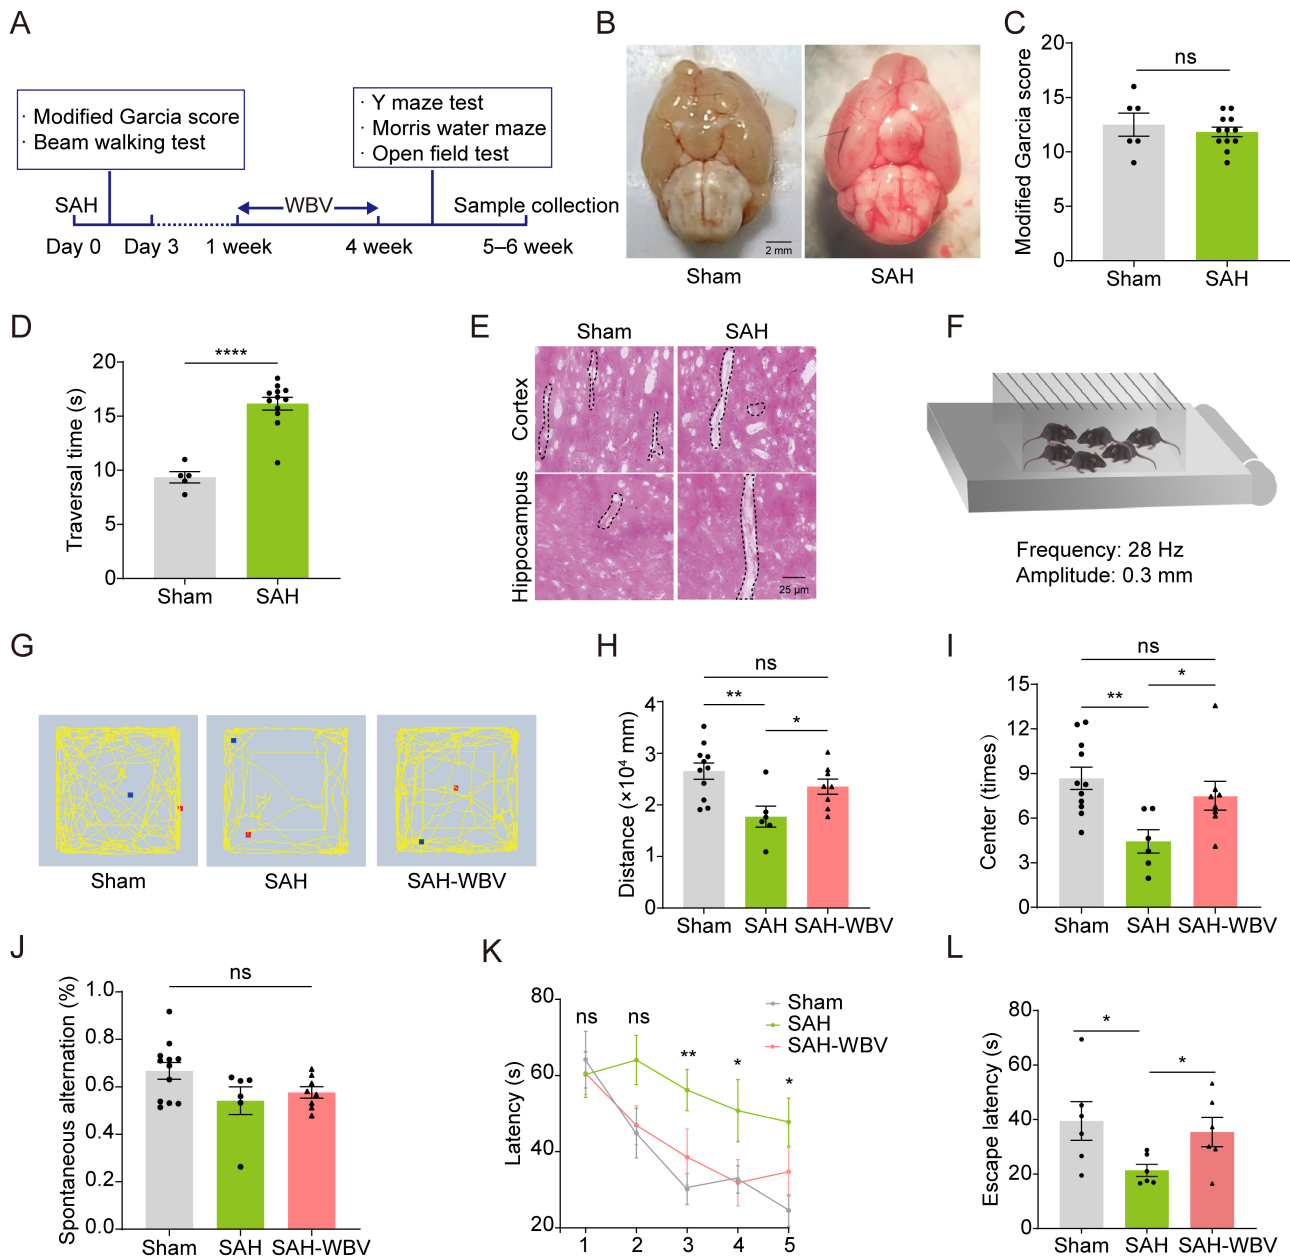 A
· Modified Garcia score
· Beam walking test
· Y maze test
· Morris water maze
· Open field test
SAH
WBV
Sample collection
Day 0
Day 3
1 week
4 week
5–6 week
B
2 mm
Sham
SAH
C
Modified Garcia score
20
15
10
5
0
ns
Sham
SAH
D
Traversal time (s)
20
15
10
5
0
****
Sham
SAH
E
Sham
SAH
Cortex
Hippocampus
25 μm
F
Frequency: 28 Hz
Amplitude: 0.3 mm
G
Sham
SAH
SAH-WBV
H
Distance (×10⁴ mm)
4
3
2
1
0
ns
**
*
Sham
SAH
SAH-WBV
I
Center (times)
15
12
9
6
3
0
ns
**
*
Sham
SAH
SAH-WBV
J
Spontaneous alternation (%)
1.0
0.8
0.6
0.4
0.2
0.0
ns
Sham
SAH
SAH-WBV
K
Latency (s)
80
60
40
20
ns
ns
**
*
*
Sham
SAH
SAH-WBV
1
2
3
4
5
L
Escape latency (s)
80
60
40
20
0
*
*
Sham
SAH
SAH-WBV